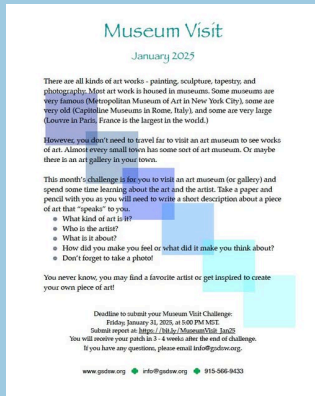 Museum Visit
January 2025
There are all kinds of art works - painting, sculpture, tapestry, and
photography. Most art work is housed in museums. Some museums are
very famous (Metropolitan Museum of Art in New York City), some are
very old (Capitoline Museums in Rome, Italy), and some are very large
(Louvre in Paris, France is the largest in the world.)
However, you don't need to travel far to visit an art museum to see works
of art. Almost every small town has some sort of art museum. Or maybe
there is an art gallery in your town.
This month's challenge is for you to visit an art museum (or gallery) and
spend some time learning about the art and the artist. Take a paper and
pencil with you as you will need to write a short description about a piece
of art that "speaks" to you.
● What kind of art is it?
● Who is the artist?
● What is it about?
● How did you make you feel or what did it make you think about?
● Don't forget to take a photo!
You never know, you may find a favorite artist or get inspired to create
your own piece of art!
Deadline to submit your Museum Visit Challenge:
Friday, January 31, 2025, at 5:00 PM MST.
Submit report at: https://bit.ly/MuseumVisit_Jan25
You will receive your patch in 3 - 4 weeks after the end of challenge.
If you have any questions, please email info@gsdsw.org.
www.gsdsw.org ♣ info@gsdsw.org ♣ 915-566-9433